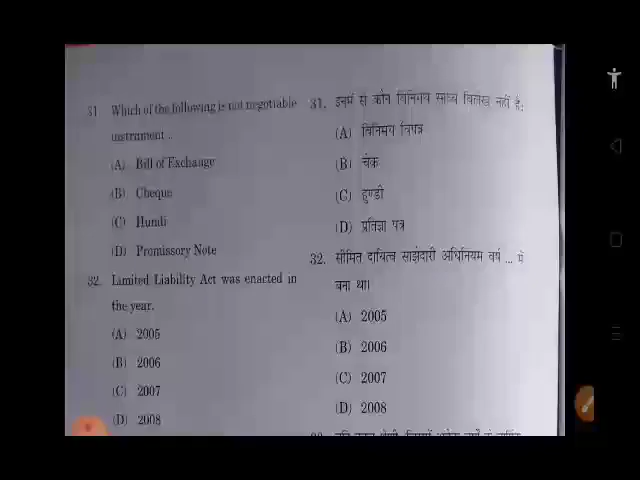 31 Which of the following is not negotiable
instrument ..
(A) Bill of Exchange
(B) Cheque
(C) Hundi
(D) Promissory Note
32. Limited Liability Act was enacted in
the year.
(A) 2005
(B) 2006
(C) 2007
(D) 2008
31. इनमें से कौन विनिमय साध्य विलेख नहीं है:
(A) विनिमय विपत्र
(B) चेक
(C) हुण्डी
(D) प्रतिज्ञा पत्र
32. सीमित दायित्व साझेदारी अधिनियम वर्ष ... में
बना था।
(A) 2005
(B) 2006
(C) 2007
(D) 2008